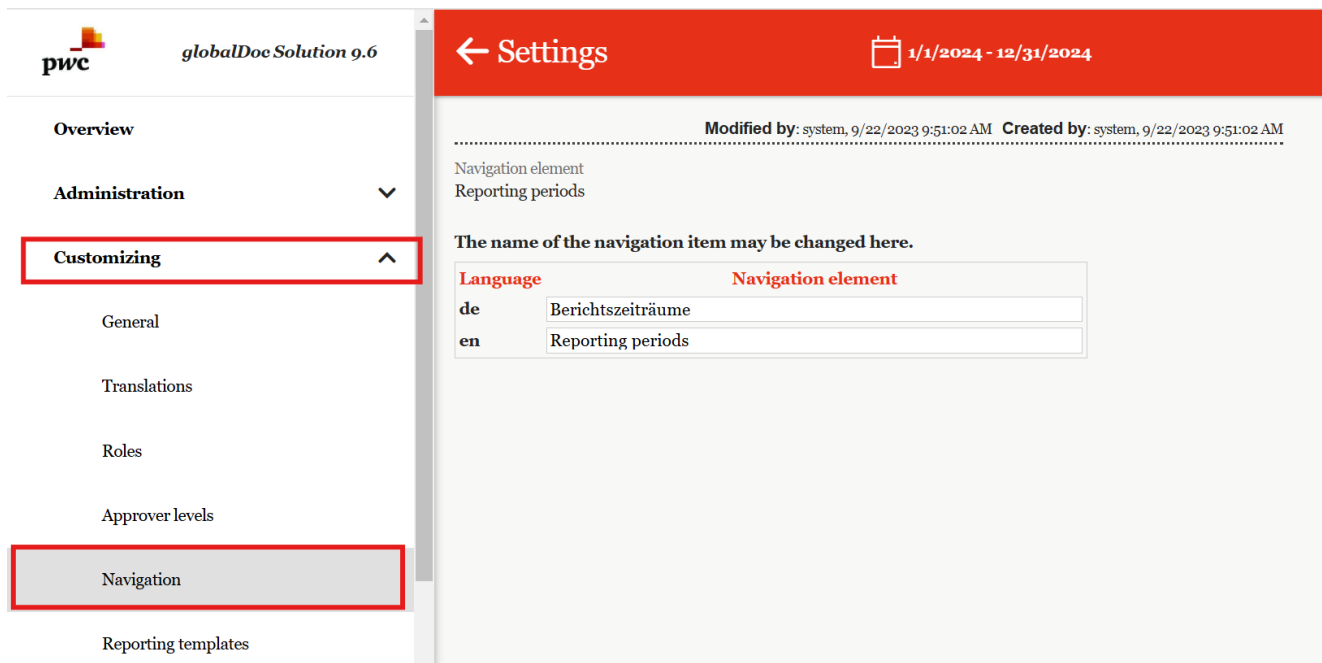 pwc
globalDoc Solution 9.6
Overview
Administration
Customizing
General
Translations
Roles
Approver levels
Navigation
Reporting templates
Settings
1/1/2024 - 12/31/2024
Modified by: system, 9/22/2023 9:51:02 AM Created by: system, 9/22/2023 9:51:02 AM
Navigation element
Reporting periods
The name of the navigation item may be changed here.
Language Navigation element
de Berichtszeiträume
en Reporting periods